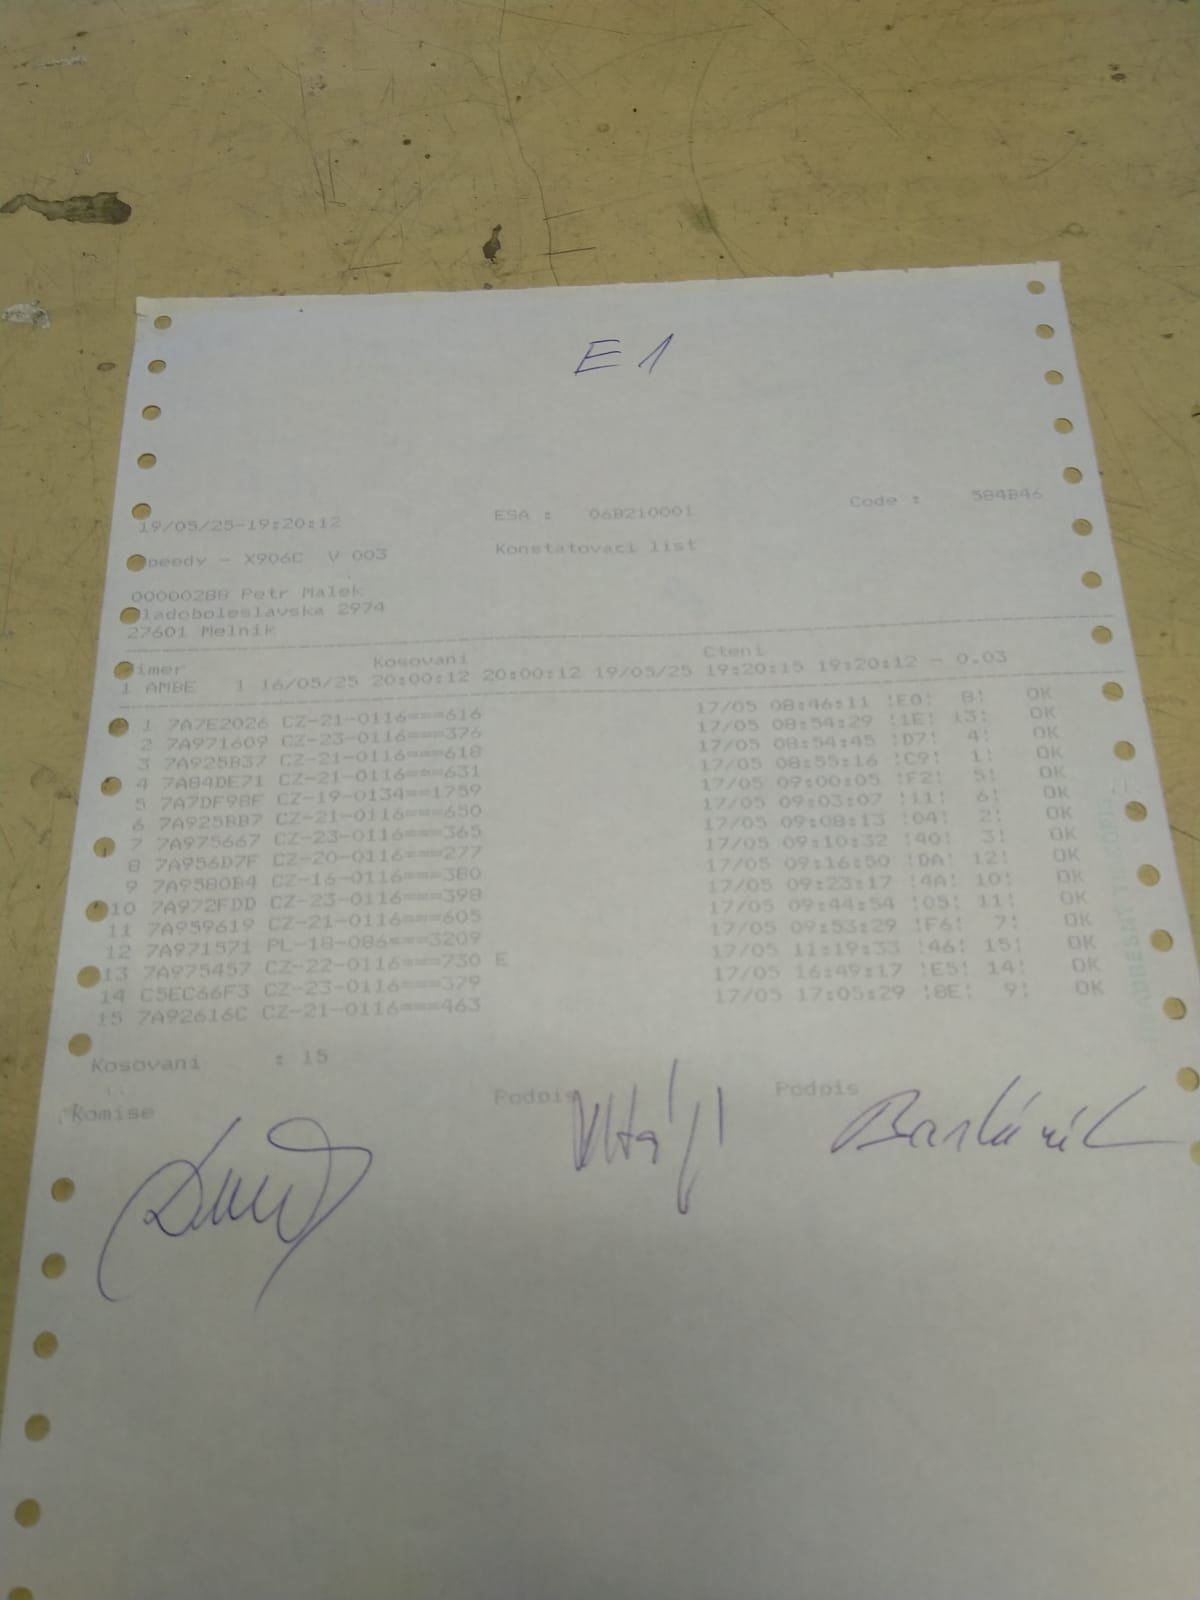 E1
19/05/25-19:20:12 ESA : 06B210001 Code : 584B46
peedy - X906C V 003 Konstatovaci list
00000288 Petr Malek
ladoboleslavska 2974
27601 Melnik
imer Kosovani Cteni
1 AMBE 1 16/05/25 20:00:12 20:00:12 19/05/25 19:20:15 19:20:12 - 0.03
1 7A7E2026 CZ-21-0116===616 17/05 08:46:11 !E0! 8! OK
2 7A971609 CZ-23-0116===376 17/05 08:54:29 !1E! 13! OK
3 7A925B37 CZ-21-0116===618 17/05 08:54:45 !D7! 4! OK
4 7A84DE71 CZ-21-0116===631 17/05 08:55:16 !C9! 1! OK
5 7A7DF98F CZ-19-0134==1759 17/05 09:00:05 !F2! 5! OK
6 7A925BB7 CZ-21-0116===650 17/05 09:03:07 !11! 6! OK
7 7A975667 CZ-23-0116===365 17/05 09:08:13 !04! 2! OK
8 7A956D7F CZ-20-0116===277 17/05 09:10:32 !40! 3! OK
9 7A9580B4 CZ-16-0116===380 17/05 09:16:50 !DA! 12! OK
10 7A972FDD CZ-23-0116===398 17/05 09:23:17 !4A! 10! OK
11 7A959619 CZ-21-0116===605 17/05 09:44:54 !05! 11! OK
12 7A971571 PL-18-086===3209 17/05 09:53:29 !F6! 7! OK
13 7A975457 CZ-22-0116===730 E 17/05 11:19:33 !46! 15! OK
14 C5EC66F3 CZ-23-0116===379 17/05 16:49:17 !E5! 14! OK
15 7A92616C CZ-21-0116===463 17/05 17:05:29 !8E! 9! OK
Kosovani : 15
Komise Podpis Podpis